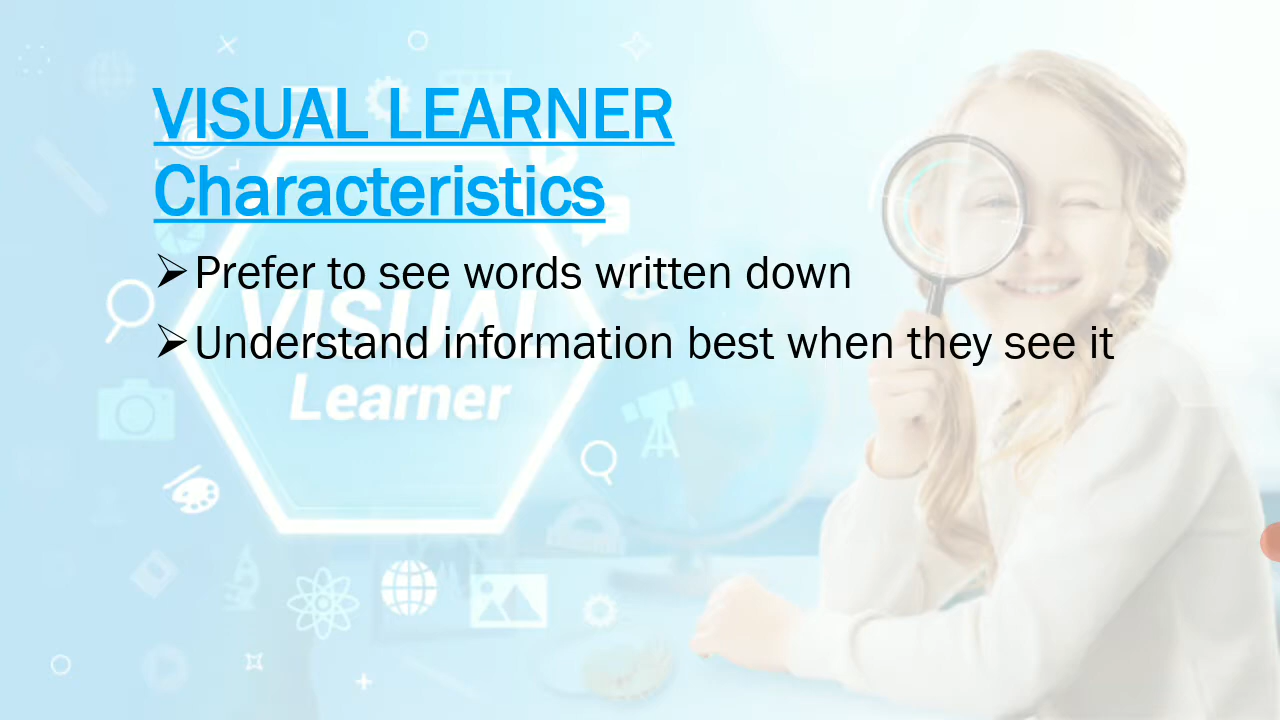 VISUAL LEARNER
Characteristics
➢Prefer to see words written down
➢Understand information best when they see it
VISUAL
Learner